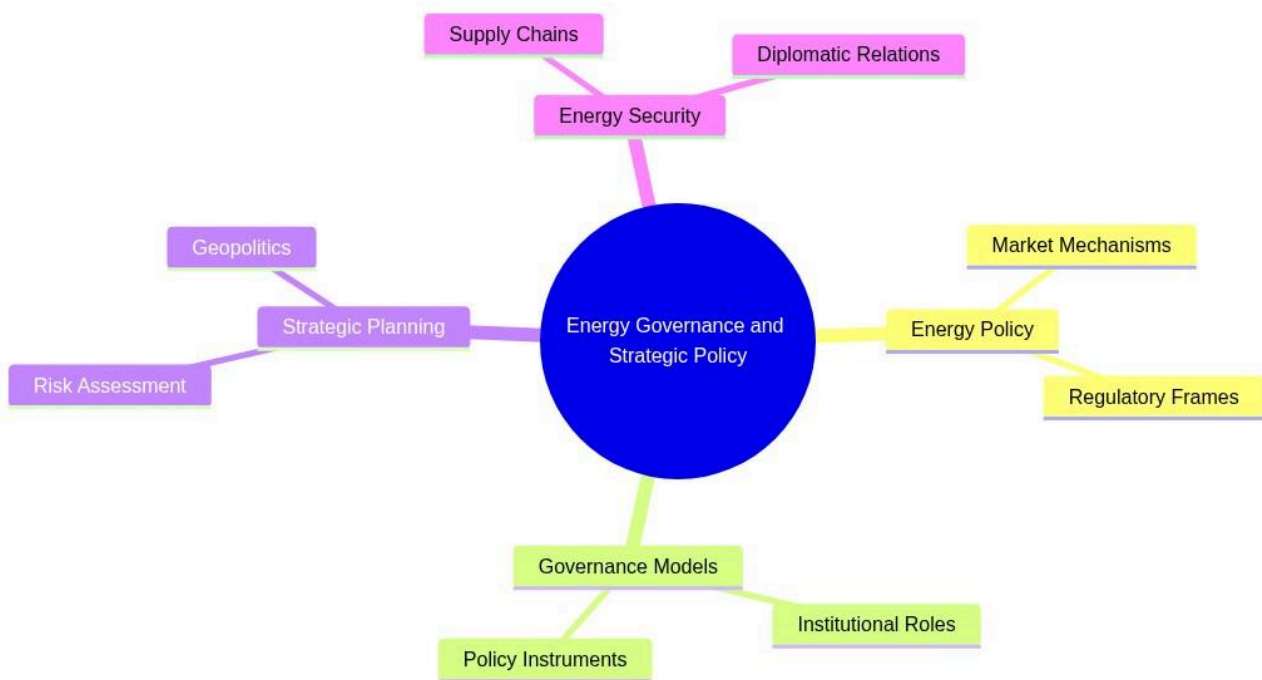 Supply Chains
Diplomatic Relations
Energy Security
Geopolitics
Market Mechanisms
Strategic Planning
Energy Governance and
Strategic Policy
Energy Policy
Risk Assessment
Regulatory Frames
Governance Models
Institutional Roles
Policy Instruments